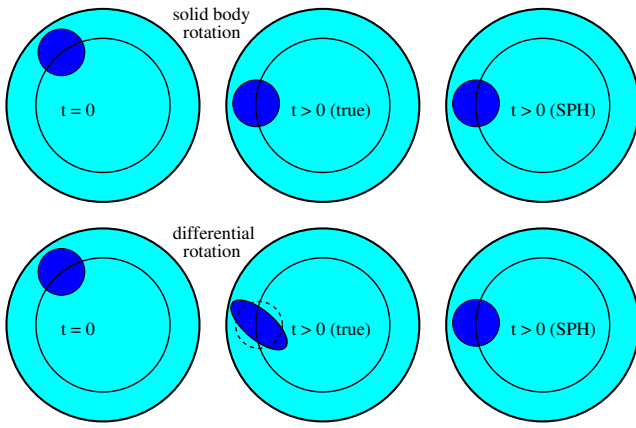 solid body
rotation
t = 0
t > 0 (true)
t > 0 (SPH)
differential
rotation
t = 0
t > 0 (true)
t > 0 (SPH)